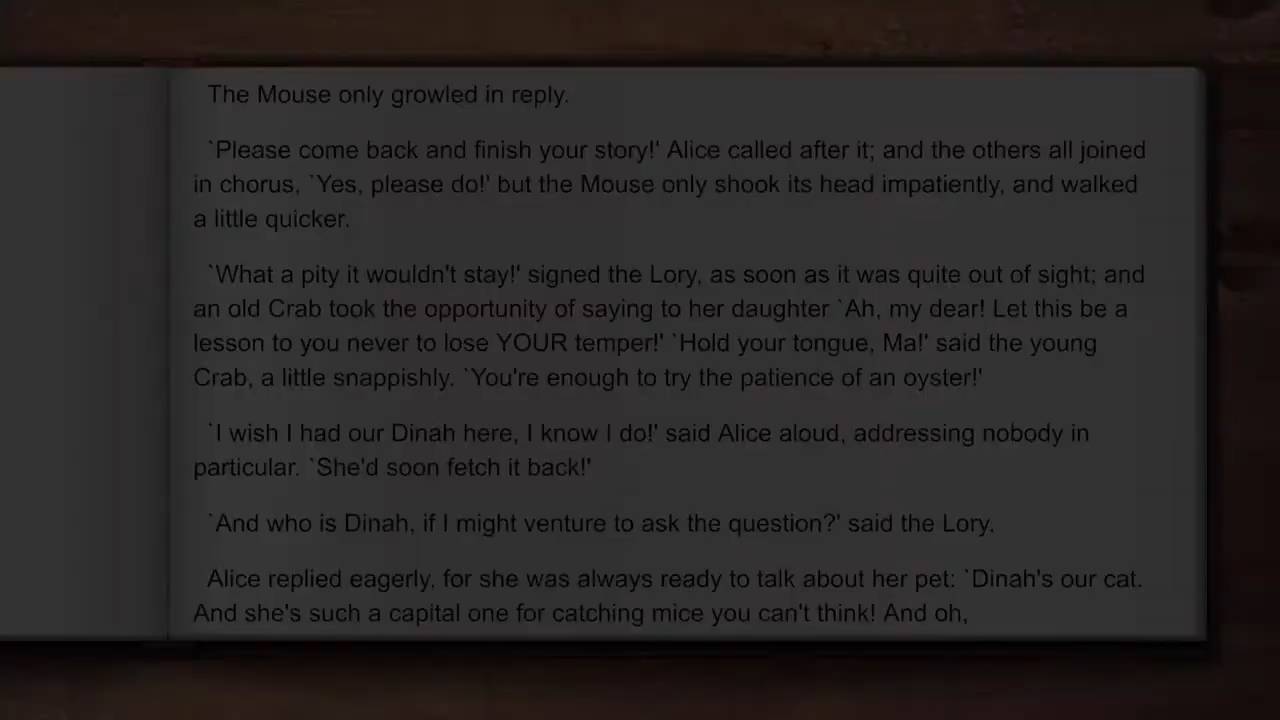 The Mouse only growled in reply.
`Please come back and finish your story!' Alice called after it; and the others all joined
in chorus, `Yes, please do!' but the Mouse only shook its head impatiently, and walked
a little quicker.
`What a pity it wouldn't stay!' signed the Lory, as soon as it was quite out of sight; and
an old Crab took the opportunity of saying to her daughter `Ah, my dear! Let this be a
lesson to you never to lose YOUR temper!' `Hold your tongue, Ma!' said the young
Crab, a little snappishly. `You're enough to try the patience of an oyster!'
`I wish I had our Dinah here, I know I do!' said Alice aloud, addressing nobody in
particular. `She'd soon fetch it back!'
`And who is Dinah, if I might venture to ask the question?' said the Lory.
Alice replied eagerly, for she was always ready to talk about her pet: `Dinah's our cat.
And she's such a capital one for catching mice you can't think! And oh,